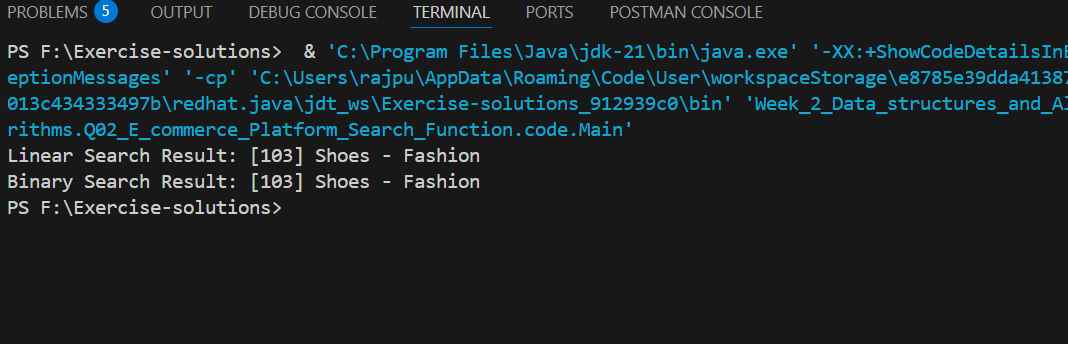 PROBLEMS 5 OUTPUT DEBUG CONSOLE TERMINAL PORTS POSTMAN CONSOLE
PS F:\Exercise-solutions>  & 'C:\Program Files\Java\jdk-21\bin\java.exe' '-XX:+ShowCodeDetailsInE
eptionMessages' '-cp' 'C:\Users\rajpu\AppData\Roaming\Code\User\workspaceStorage\e8785e39dda41387
013c434333497b\redhat.java\jdt_ws\Exercise-solutions_912939c0\bin' 'Week_2_Data_structures_and_Al
rithms.Q02_E_commerce_Platform_Search_Function.code.Main'
Linear Search Result: [103] Shoes - Fashion
Binary Search Result: [103] Shoes - Fashion
PS F:\Exercise-solutions>